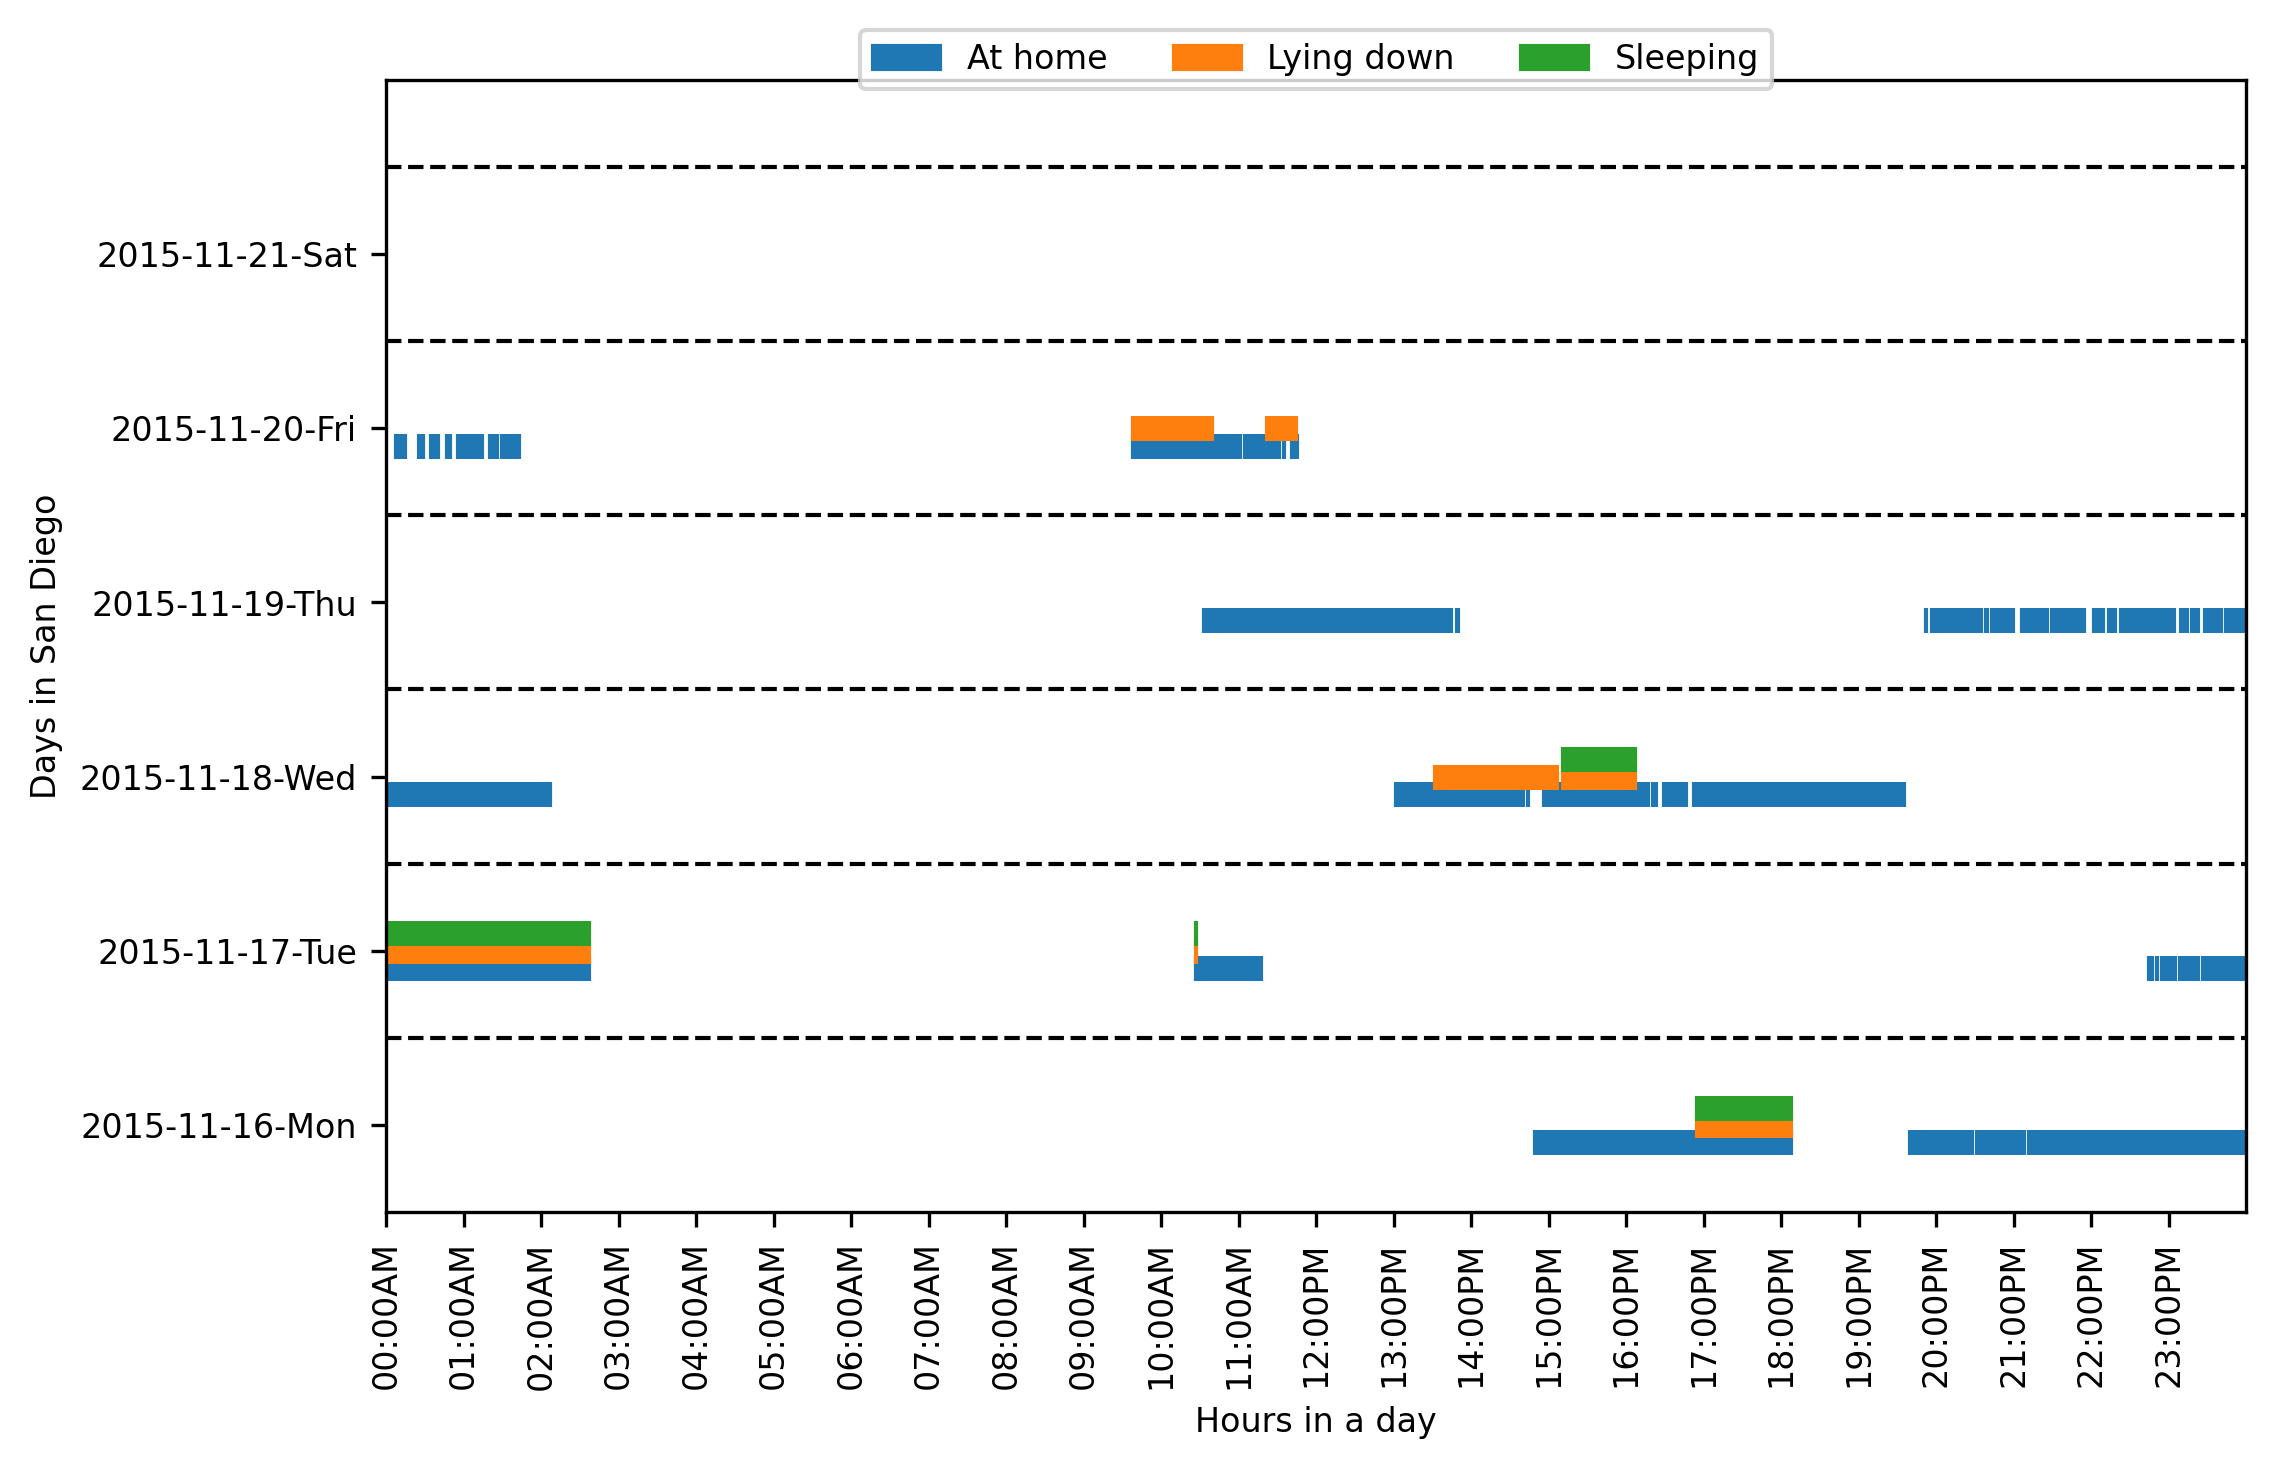 At home Lying down Sleeping
Days in San Diego
2015-11-21-Sat
2015-11-20-Fri
2015-11-19-Thu
2015-11-18-Wed
2015-11-17-Tue
2015-11-16-Mon
00:00AM
01:00AM
02:00AM
03:00AM
04:00AM
05:00AM
06:00AM
07:00AM
08:00AM
09:00AM
10:00AM
11:00AM
12:00PM
13:00PM
14:00PM
15:00PM
16:00PM
17:00PM
18:00PM
19:00PM
20:00PM
21:00PM
22:00PM
23:00PM
Hours in a day